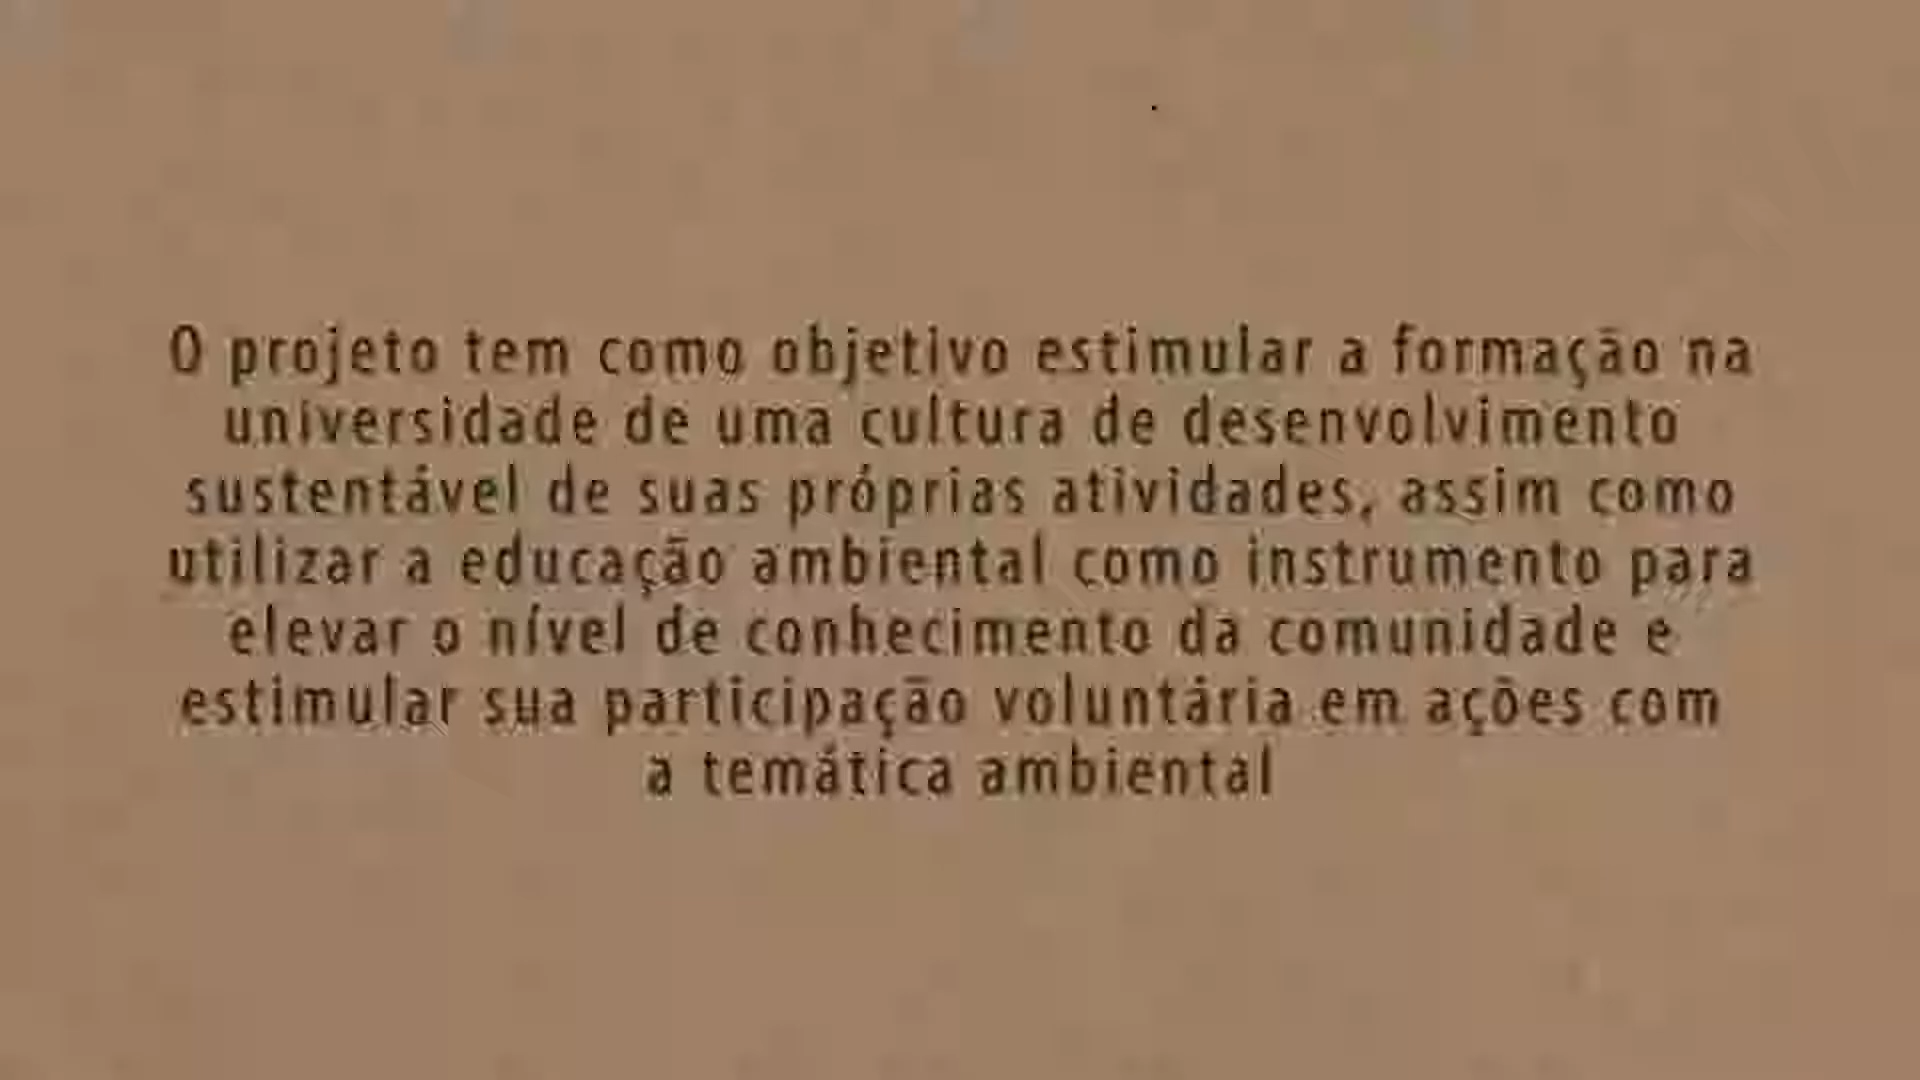 O projeto tem como objetivo estimular a formação na
universidade de uma cultura de desenvolvimento
sustentável de suas próprias atividades, assim como
utilizar a educação ambiental como instrumento para
elevar o nível de conhecimento da comunidade e
estimular sua participação voluntária em ações com
a temática ambiental